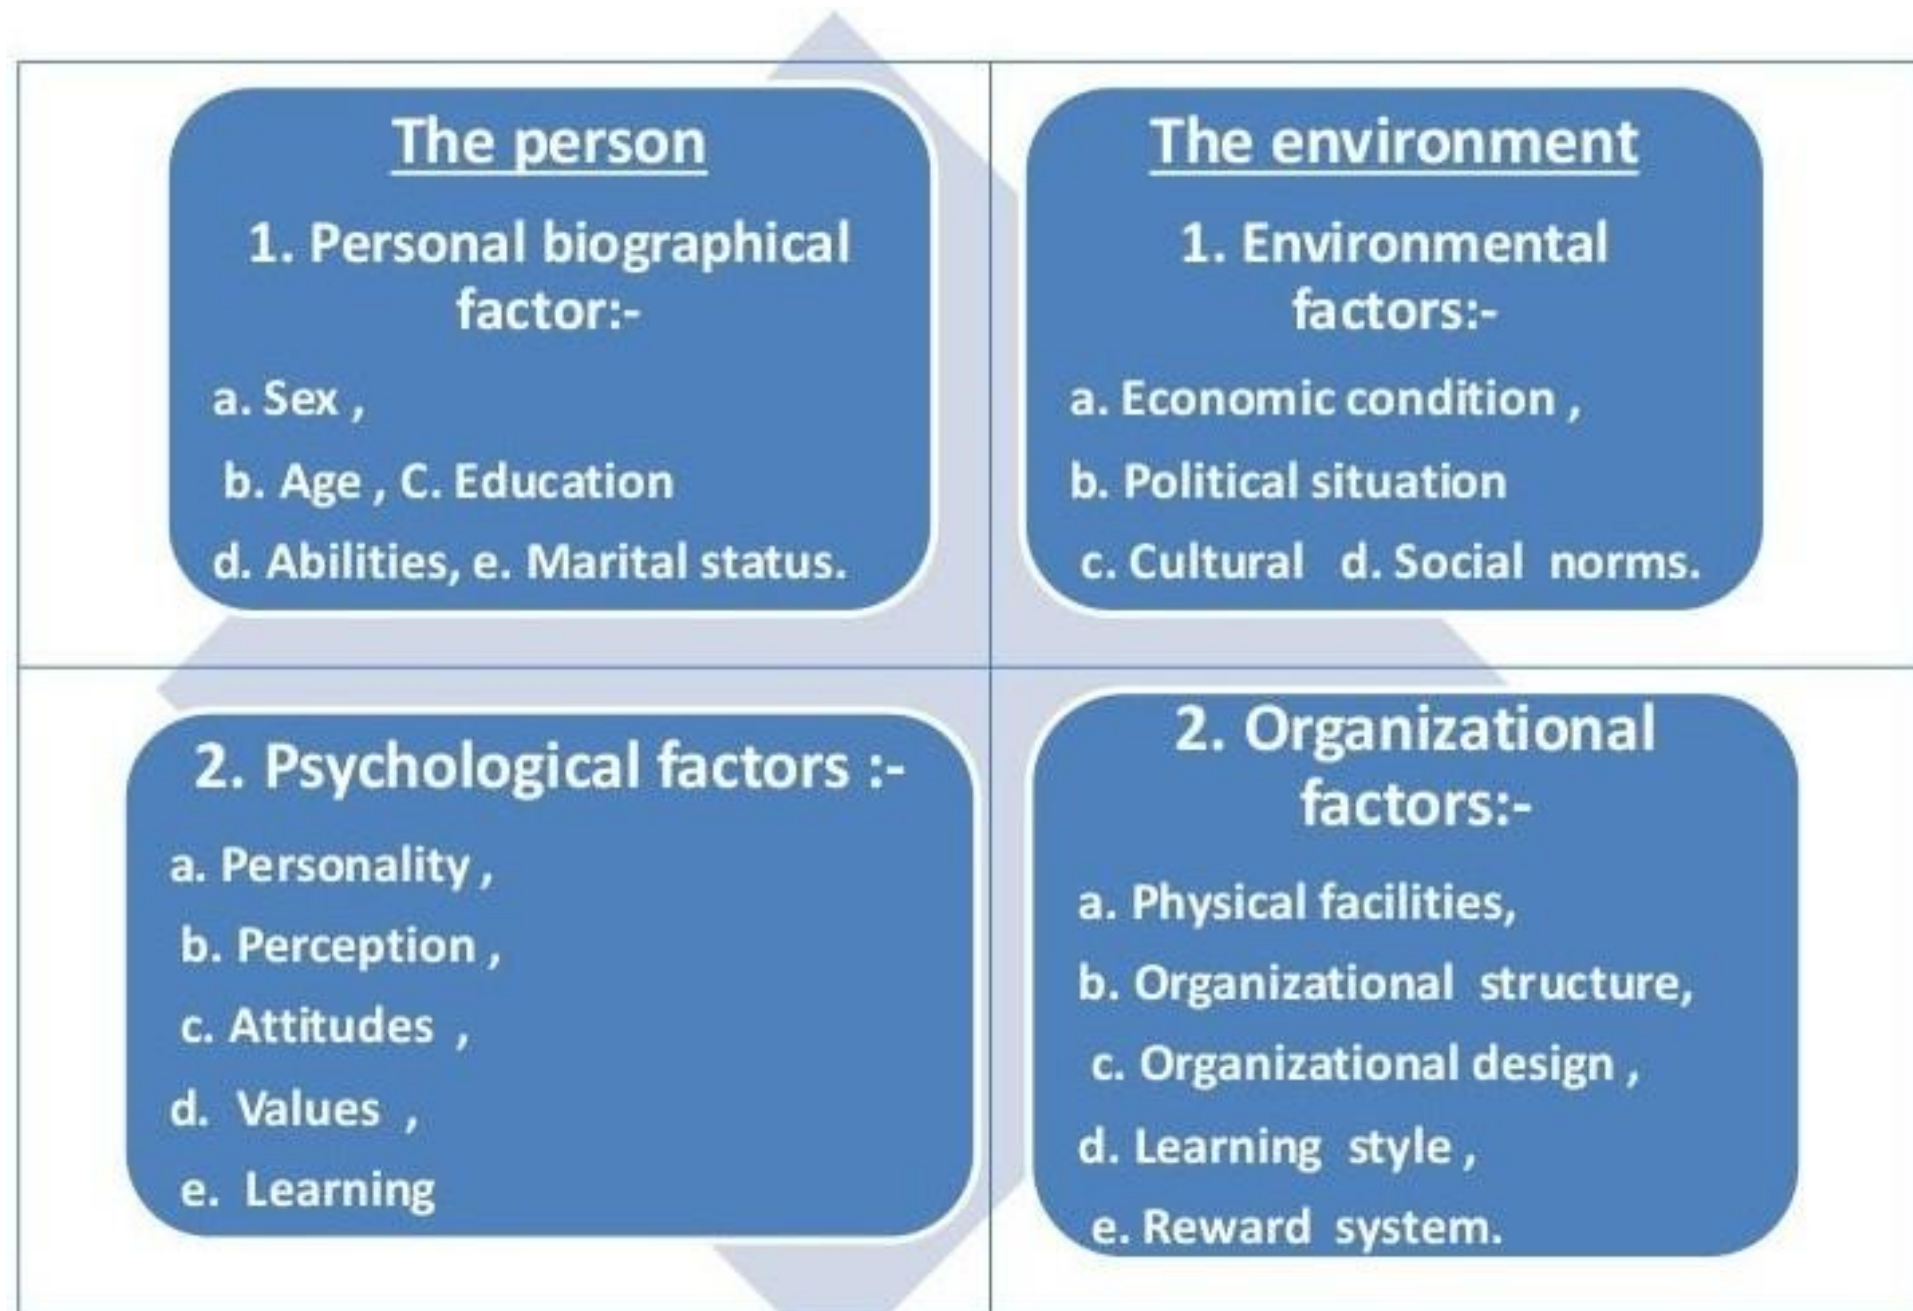 The person
1. Personal biographical
factor:-
a. Sex ,
b. Age , C. Education
d. Abilities, e. Marital status.
The environment
1. Environmental
factors:-
a. Economic condition ,
b. Political situation
c. Cultural d. Social norms.
2. Psychological factors :-
a. Personality ,
b. Perception ,
c. Attitudes ,
d. Values ,
e. Learning
2. Organizational
factors:-
a. Physical facilities,
b. Organizational structure,
c. Organizational design ,
d. Learning style ,
e. Reward system.